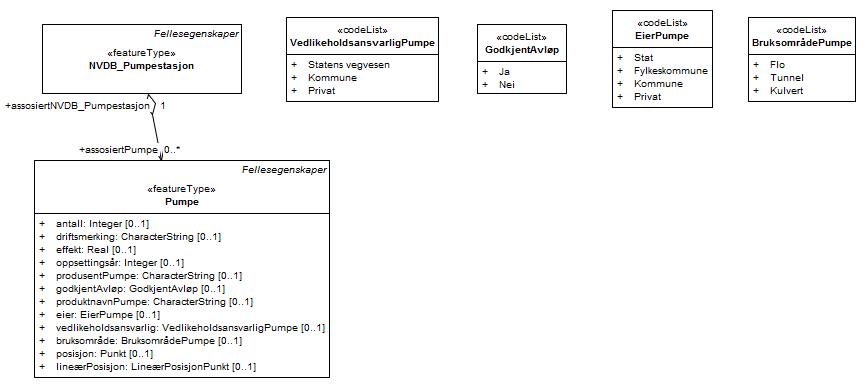 Fellesegenskaper
«featureType»
NVDB_Pumpestasjon
+assosiertNVDB_Pumpestasjon 1
+assosiertPumpe 0..*
Fellesegenskaper
«featureType»
Pumpe
+ antall: Integer [0..1]
+ driftsmerking: CharacterString [0..1]
+ effekt: Real [0..1]
+ oppsettingsår: Integer [0..1]
+ produsentPumpe: CharacterString [0..1]
+ godkjentAvløp: GodkjentAvløp [0..1]
+ produktnavnPumpe: CharacterString [0..1]
+ eier: EierPumpe [0..1]
+ vedlikeholdsansvarlig: VedlikeholdsansvarligPumpe [0..1]
+ bruksområde: BruksområdePumpe [0..1]
+ posisjon: Punkt [0..1]
+ lineærPosisjon: LineærPosisjonPunkt [0..1]
«codeList»
VedlikeholdsansvarligPumpe
+ Statens vegvesen
+ Kommune
+ Privat
«codeList»
GodkjentAvløp
+ Ja
+ Nei
«codeList»
EierPumpe
+ Stat
+ Fylkeskommune
+ Kommune
+ Privat
«codeList»
BruksområdePumpe
+ Flo
+ Tunnel
+ Kulvert